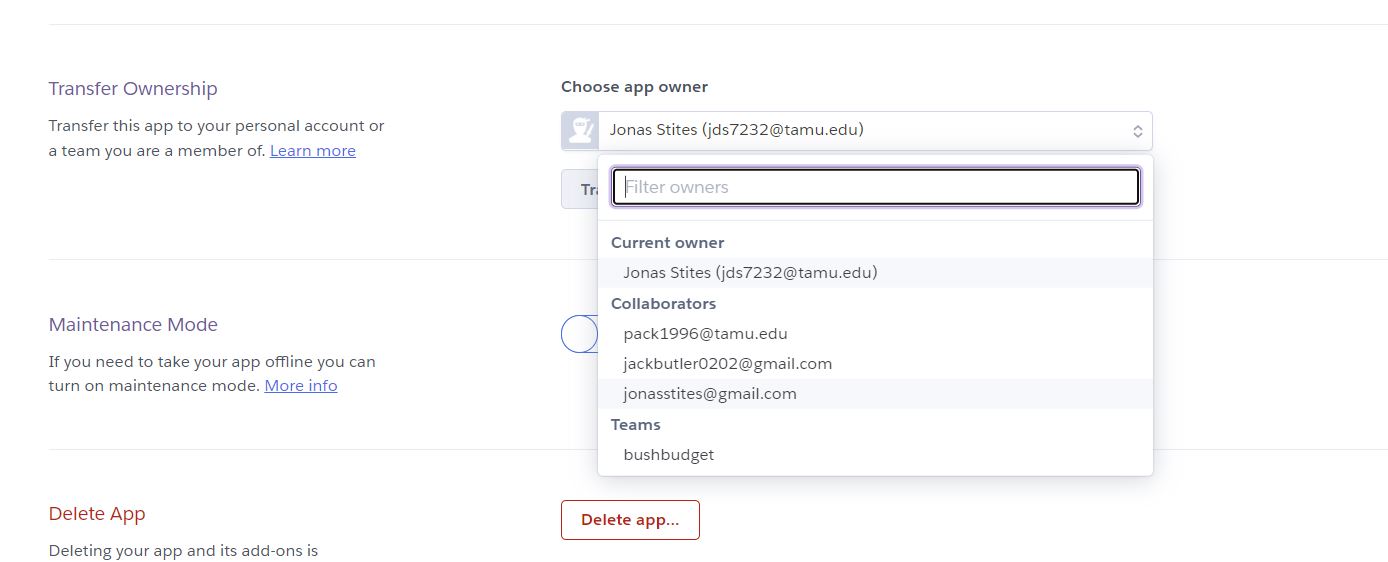 Transfer Ownership
Transfer this app to your personal account or
a team you are a member of. Learn more
Choose app owner
Jonas Stites (jds7232@tamu.edu)
Filter owners
Current owner
Jonas Stites (jds7232@tamu.edu)
Collaborators
pack1996@tamu.edu
jackbutler0202@gmail.com
jonasstites@gmail.com
Teams
bushbudget
Maintenance Mode
If you need to take your app offline you can
turn on maintenance mode. More info
Delete App
Deleting your app and its add-ons is
Delete app...